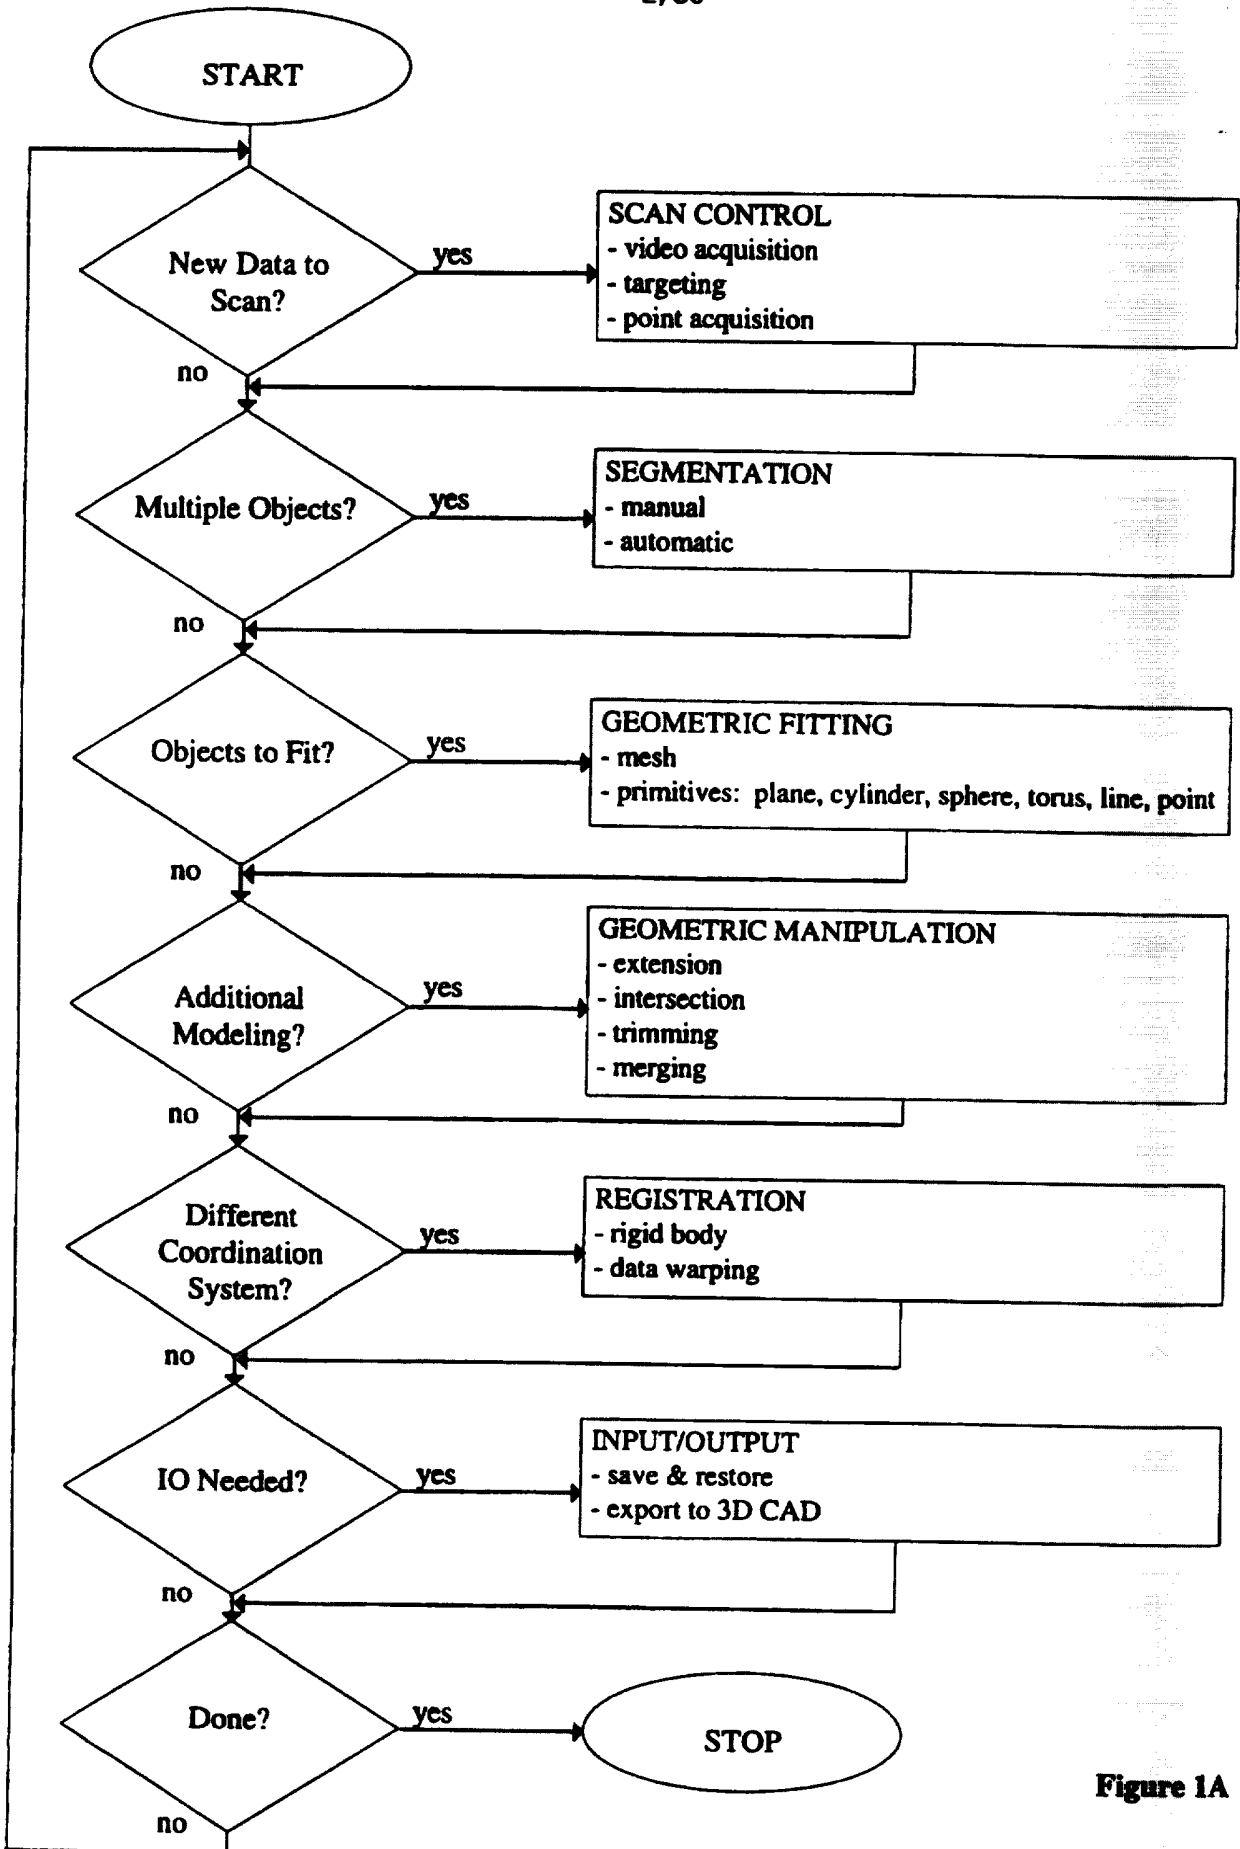 START
New Data to
Scan?
yes
no
SCAN CONTROL
- video acquisition
- targeting
- point acquisition
Multiple Objects?
yes
no
SEGMENTATION
- manual
- automatic
Objects to Fit?
yes
no
GEOMETRIC FITTING
- mesh
- primitives: plane, cylinder, sphere, torus, line, point
Additional
Modeling?
yes
no
GEOMETRIC MANIPULATION
- extension
- intersection
- trimming
- merging
Different
Coordination
System?
yes
no
REGISTRATION
- rigid body
- data warping
IO Needed?
yes
no
INPUT/OUTPUT
- save & restore
- export to 3D CAD
Done?
yes
no
STOP
Figure 1A